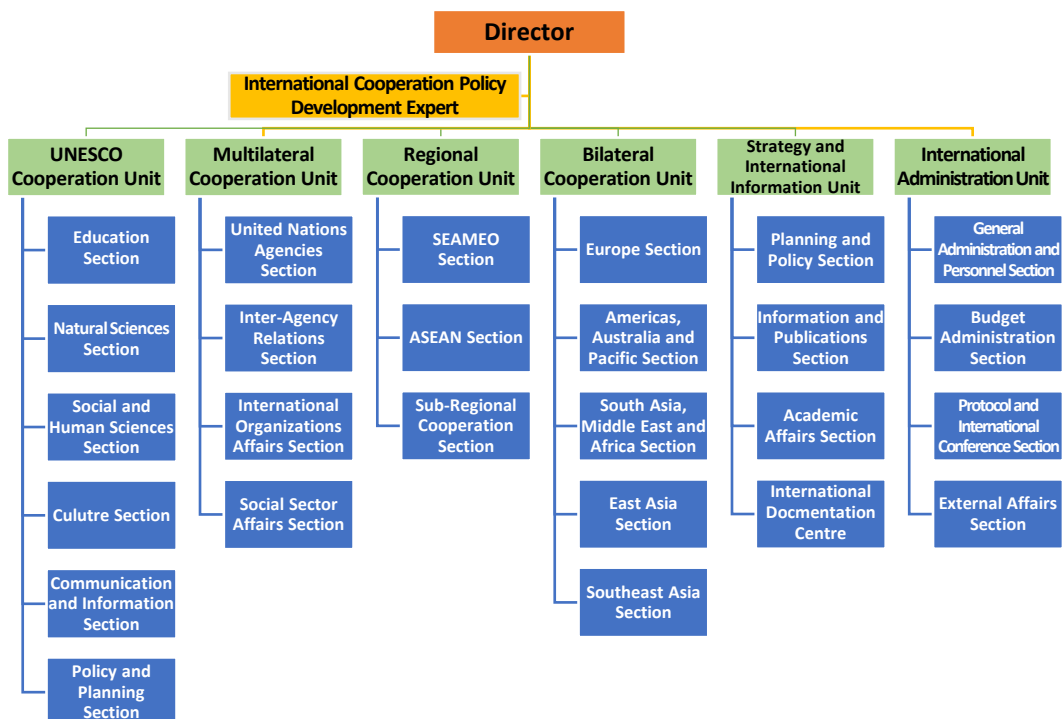 Director
International Cooperation Policy
Development Expert
UNESCO
Cooperation Unit
Education
Section
Natural Sciences
Section
Social and
Human Sciences
Section
Culutre Section
Communication
and Information
Section
Policy and
Planning
Section
Multilateral
Cooperation Unit
United Nations
Agencies
Section
Inter-Agency
Relations
Section
International
Organizations
Affairs Section
Social Sector
Affairs Section
Regional
Cooperation Unit
SEAMEO
Section
ASEAN Section
Sub-Regional
Cooperation
Section
Bilateral
Cooperation Unit
Europe Section
Americas,
Australia and
Pacific Section
South Asia,
Middle East and
Africa Section
East Asia
Section
Southeast Asia
Section
Strategy and
International
Information Unit
Planning and
Policy Section
Information and
Publications
Section
Academic
Affairs Section
International
Docmentation
Centre
International
Administration Unit
General
Administration and
Personnel Section
Budget
Administration
Section
Protocol and
International
Conference Section
External Affairs
Section